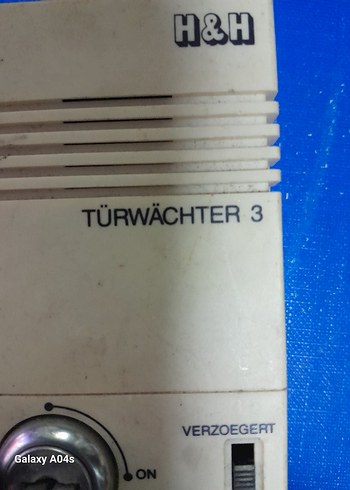 H&H
TÜRWÄCHTER 3
VERZOEGERT
ON
Galaxy A04s